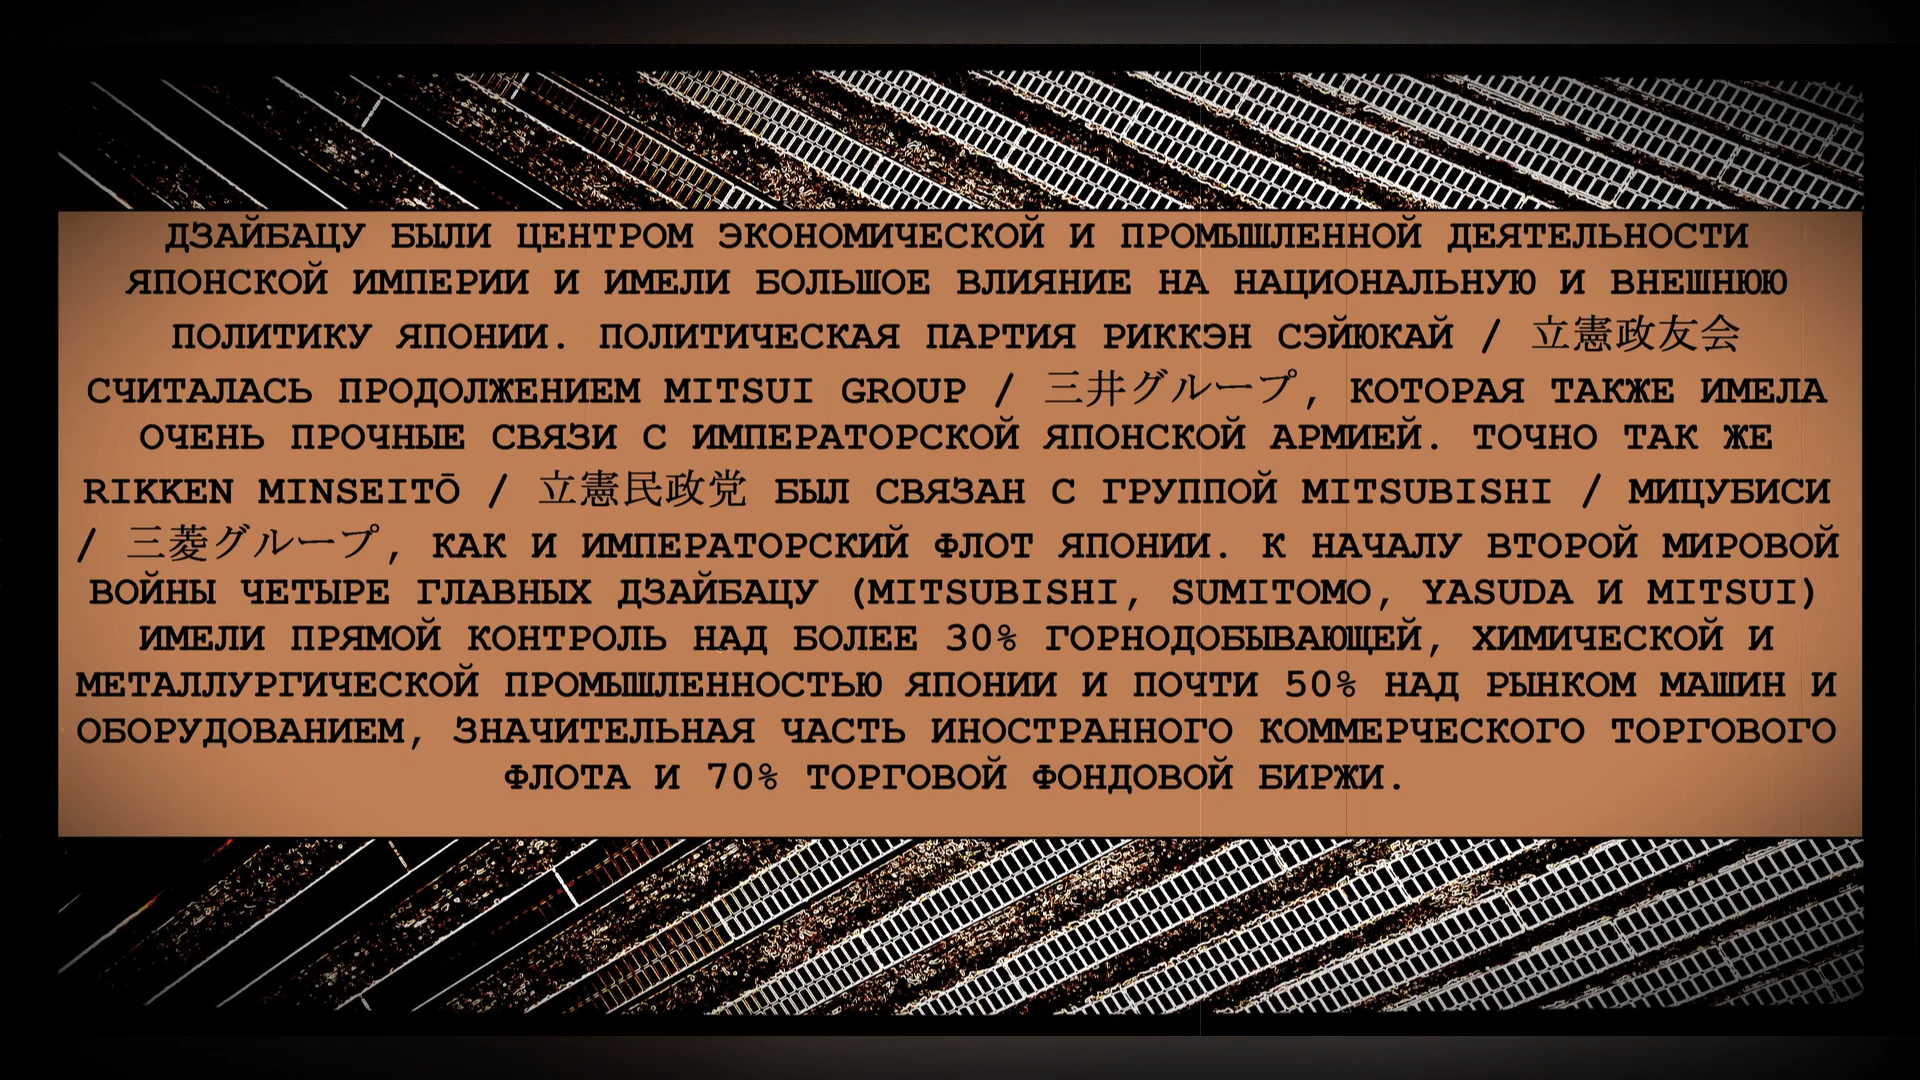 ДЗАЙБАЦУ БЫЛИ ЦЕНТРОМ ЭКОНОМИЧЕСКОЙ И ПРОМЫШЛЕННОЙ ДЕЯТЕЛЬНОСТИ
ЯПОНСКОЙ ИМПЕРИИ И ИМЕЛИ БОЛЬШОЕ ВЛИЯНИЕ НА НАЦИОНАЛЬНУЮ И ВНЕШНЮЮ
ПОЛИТИКУ ЯПОНИИ. ПОЛИТИЧЕСКАЯ ПАРТИЯ РИККЭН СЭЙЮКАЙ / 立憲政友会
СЧИТАЛАСЬ ПРОДОЛЖЕНИЕМ MITSUI GROUP / 三井グループ, КОТОРАЯ ТАКЖЕ ИМЕЛА
ОЧЕНЬ ПРОЧНЫЕ СВЯЗИ С ИМПЕРАТОРСКОЙ ЯПОНСКОЙ АРМИЕЙ. ТОЧНО ТАК ЖЕ
RIKKEN MINSEITŌ / 立憲民政党 БЫЛ СВЯЗАН С ГРУППОЙ MITSUBISHI / МИЦУБИСИ
/ 三菱グループ, КАК И ИМПЕРАТОРСКИЙ ФЛОТ ЯПОНИИ. К НАЧАЛУ ВТОРОЙ МИРОВОЙ
ВОЙНЫ ЧЕТЫРЕ ГЛАВНЫХ ДЗАЙБАЦУ (MITSUBISHI, SUMITOMO, YASUDA И MITSUI)
ИМЕЛИ ПРЯМОЙ КОНТРОЛЬ НАД БОЛЕЕ 30% ГОРНОДОБЫВАЮЩЕЙ, ХИМИЧЕСКОЙ И
МЕТАЛЛУРГИЧЕСКОЙ ПРОМЫШЛЕННОСТЬЮ ЯПОНИИ И ПОЧТИ 50% НАД РЫНКОМ МАШИН И
ОБОРУДОВАНИЕМ, ЗНАЧИТЕЛЬНАЯ ЧАСТЬ ИНОСТРАННОГО КОММЕРЧЕСКОГО ТОРГОВОГО
ФЛОТА И 70% ТОРГОВОЙ ФОНДОВОЙ БИРЖИ.